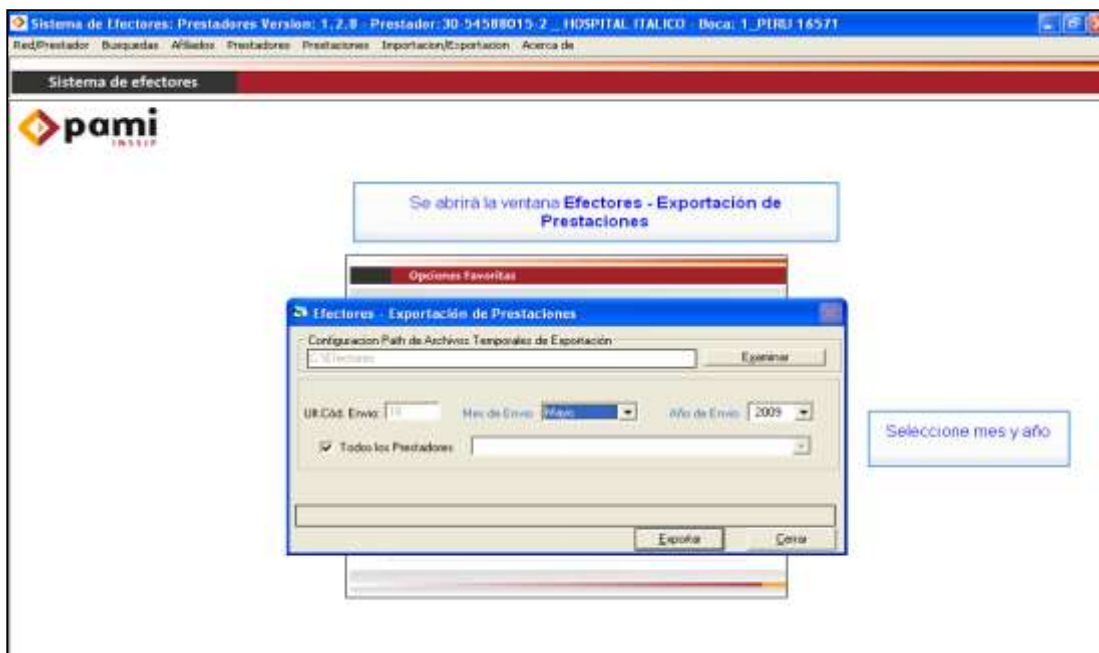 Sistema de Efectores: Prestadores Version: 1.2.8 - Prestador: 30-54588015-2 _ HOSPITAL ITALICO - Boca: 1_PERU 16571
Red/Prestador Busquedas Afiliados Prestadores Prestaciones Importacion/Exportacion Acerca de
Sistema de efectores
pami
INSSJP
Se abrirá la ventana Efectores - Exportación de
Prestaciones
Opciones Favoritas
Efectores - Exportación de Prestaciones
Configuracion Path de Archivos Temporales de Exportación
C:\Efectores
Examinar
Ult.Cód. Envio:
Mes de Envio: Mayo
Año de Envio: 2009
Todos los Prestadores
Seleccione mes y año
Exportar
Cerrar